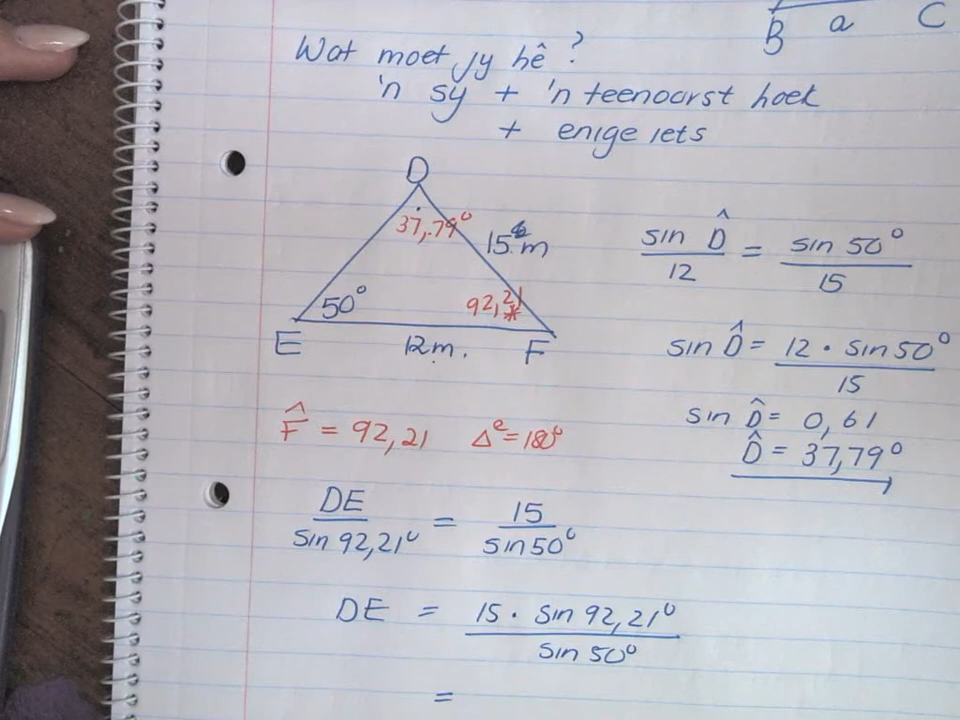 B a C
Wat moet jy hê?
'n sy + 'n teenoorst hoek
+ enige iets
D
37,79°
15 m
50°
92,21
E 12m. F
sin D̂ / 12 = sin 50° / 15
sin D̂ = 12 · sin 50° / 15
sin D̂ = 0,61
D̂ = 37,79°
F̂ = 92,21 Δᵉ = 180°
DE / sin 92,21° = 15 / sin 50°
DE = 15 · sin 92,21° / sin 50°
=